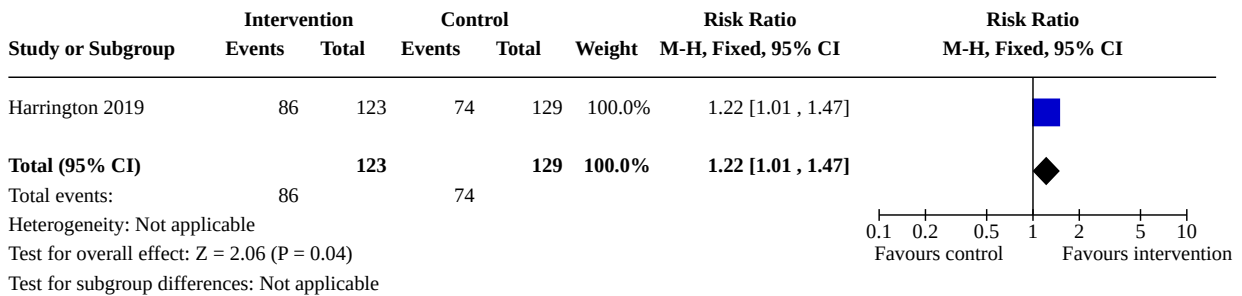 Intervention Control Risk Ratio Risk Ratio
Study or Subgroup Events Total Events Total Weight M-H, Fixed, 95% CI M-H, Fixed, 95% CI
Harrington 2019 86 123 74 129 100.0% 1.22 [1.01 , 1.47]
Total (95% CI) 123 129 100.0% 1.22 [1.01 , 1.47]
Total events: 86 74
Heterogeneity: Not applicable
Test for overall effect: Z = 2.06 (P = 0.04)
Test for subgroup differences: Not applicable
0.1 0.2 0.5 1 2 5 10
Favours control Favours intervention